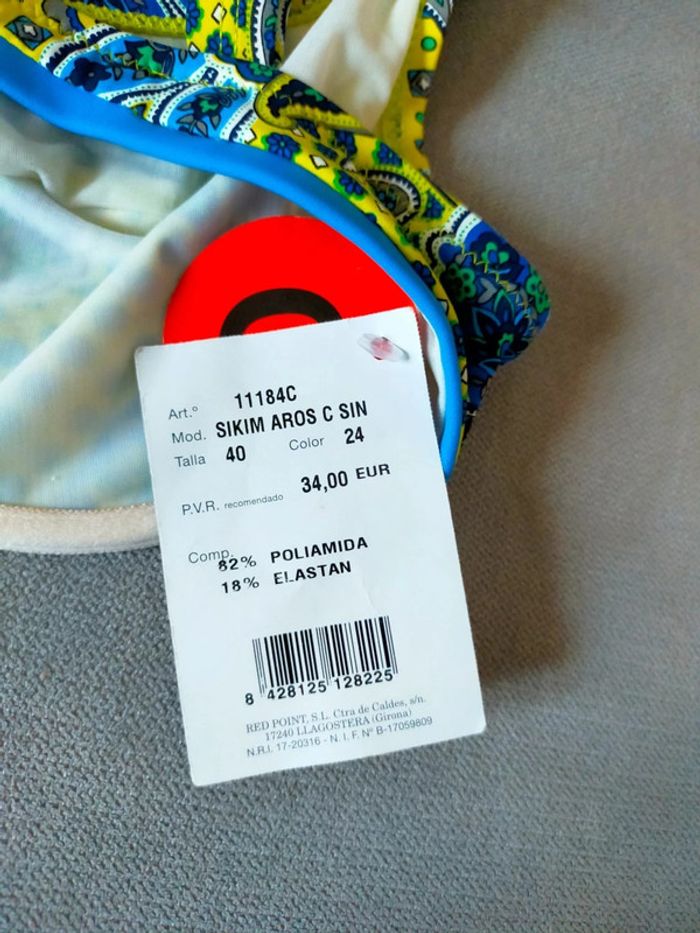 Art.º 11184C
Mod. SIKIM AROS C SIN
Talla 40 Color 24
P.V.R. recomendado 34,00 EUR
Comp.
82% POLIAMIDA
18% ELASTAN
8 428125 128225
RED POINT, S.L. Ctra de Caldes, s/n.
17240 LLAGOSTERA (Girona)
N.R.I. 17-20316 - N.I.F. Nº B-17059809